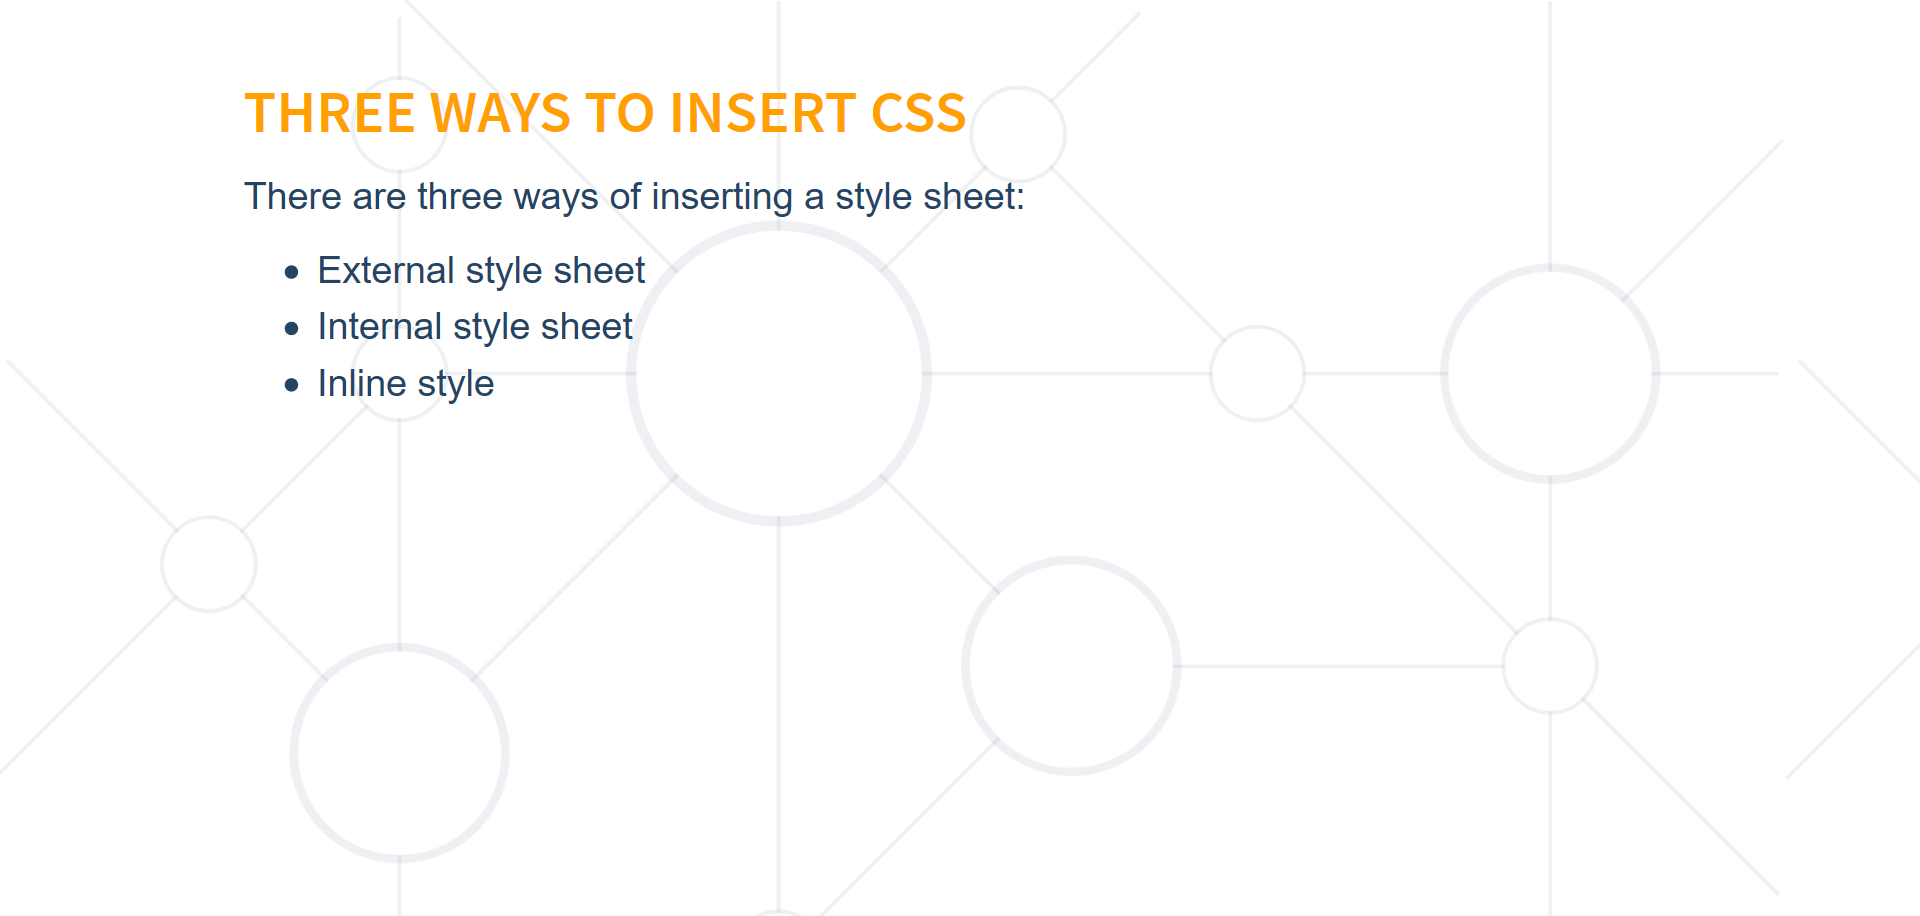 THREE WAYS TO INSERT CSS
There are three ways of inserting a style sheet:
• External style sheet
• Internal style sheet
• Inline style